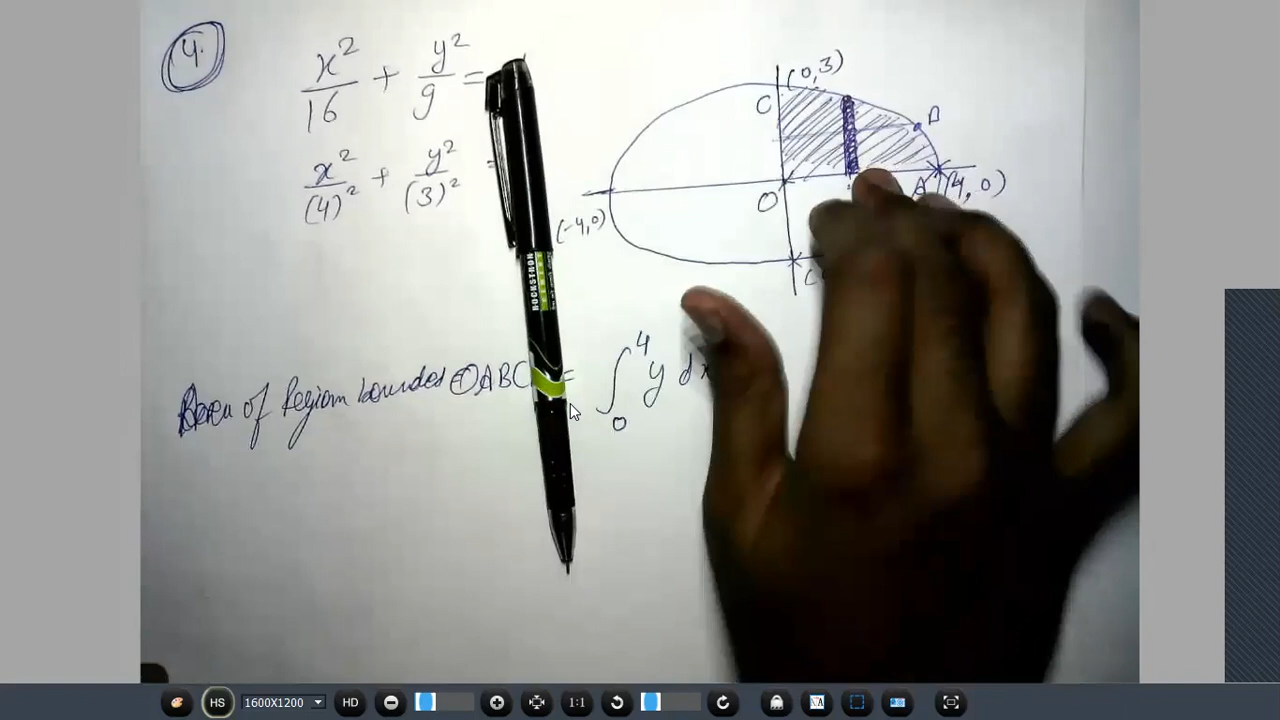 4.
x²/16 + y²/9 =
x²/(4)² + y²/(3)² =
(0,3)
C
B
O
A (4,0)
(-4,0)
Area of Region bounded OABC = ∫₀⁴ y dx
ROCKSTRON
HS 1600X1200 HD 1:1